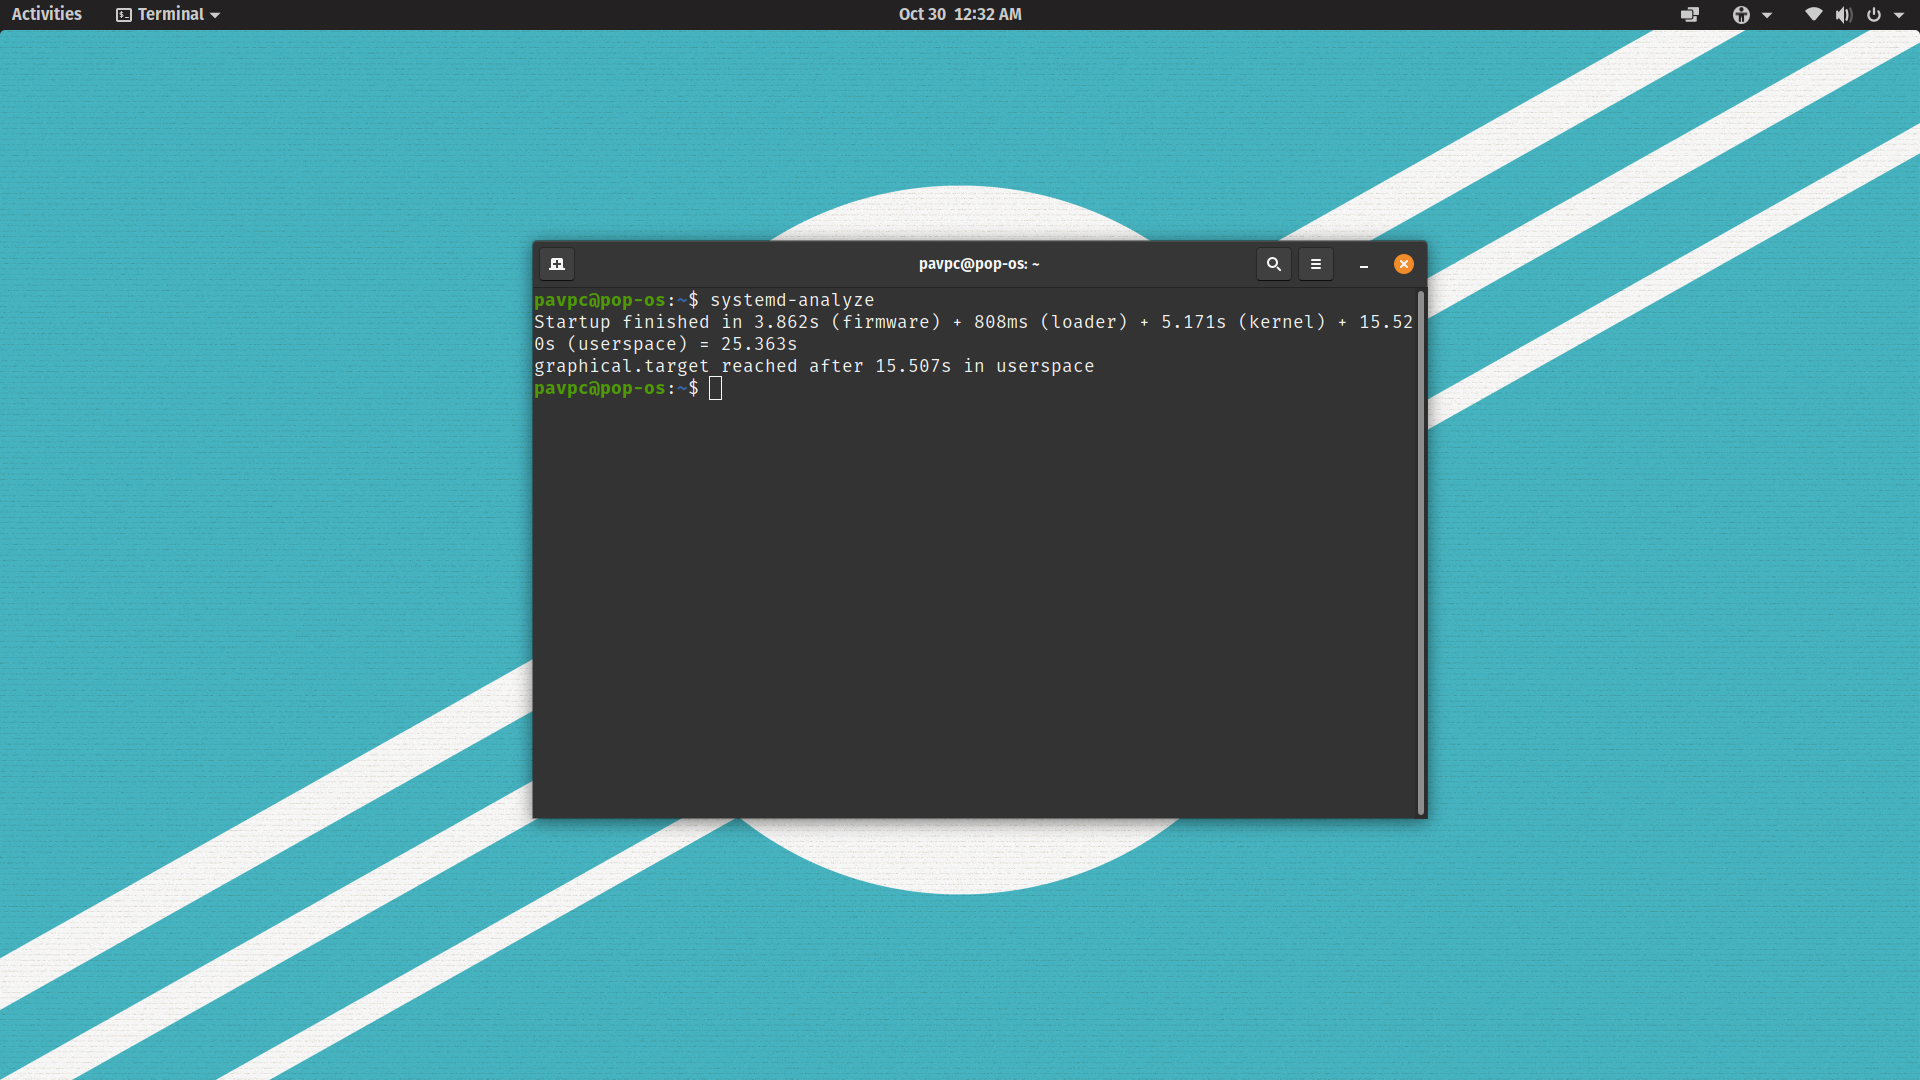 Activities Terminal Oct 30 12:32 AM
pavpc@pop-os: ~
pavpc@pop-os:~$ systemd-analyze
Startup finished in 3.862s (firmware) + 808ms (loader) + 5.171s (kernel) + 15.52
0s (userspace) = 25.363s
graphical.target reached after 15.507s in userspace
pavpc@pop-os:~$